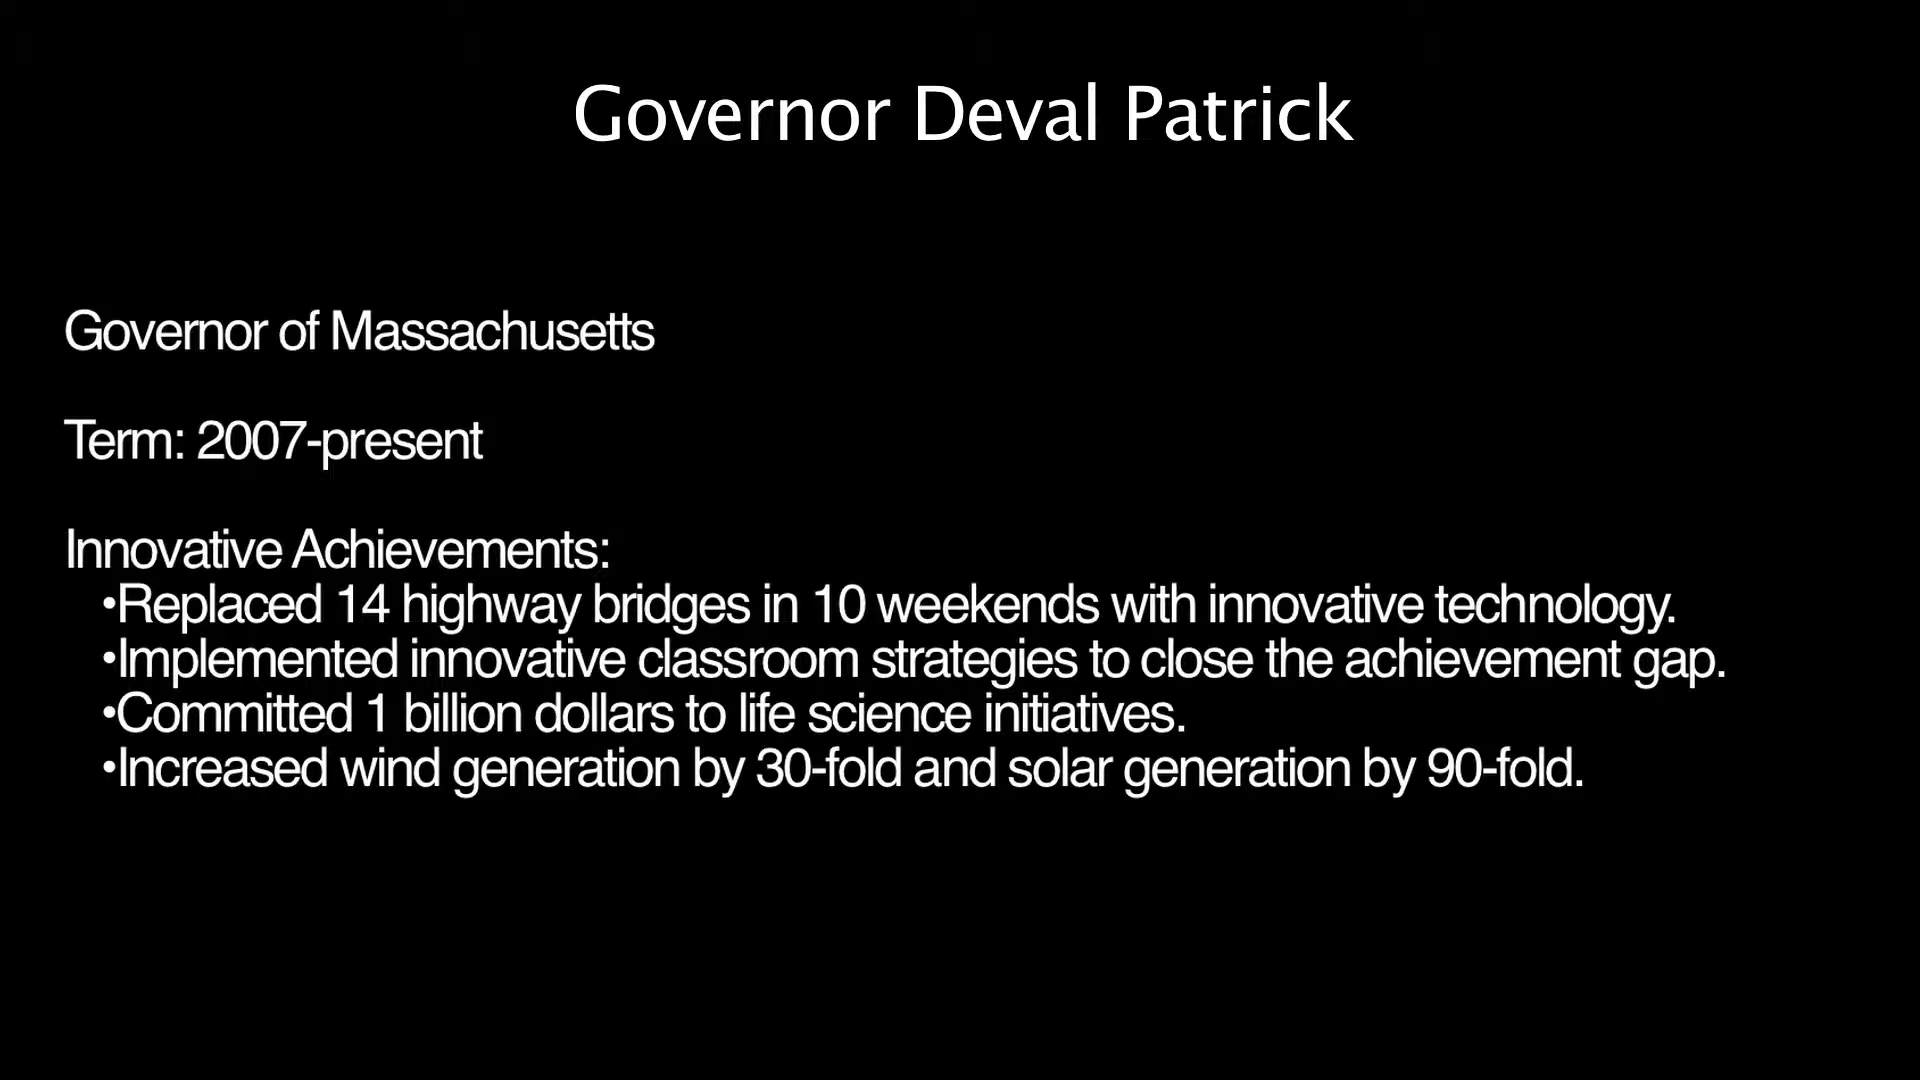 Governor Deval Patrick
Governor of Massachusetts
Term: 2007-present
Innovative Achievements:
•Replaced 14 highway bridges in 10 weekends with innovative technology.
•Implemented innovative classroom strategies to close the achievement gap.
•Committed 1 billion dollars to life science initiatives.
•Increased wind generation by 30-fold and solar generation by 90-fold.